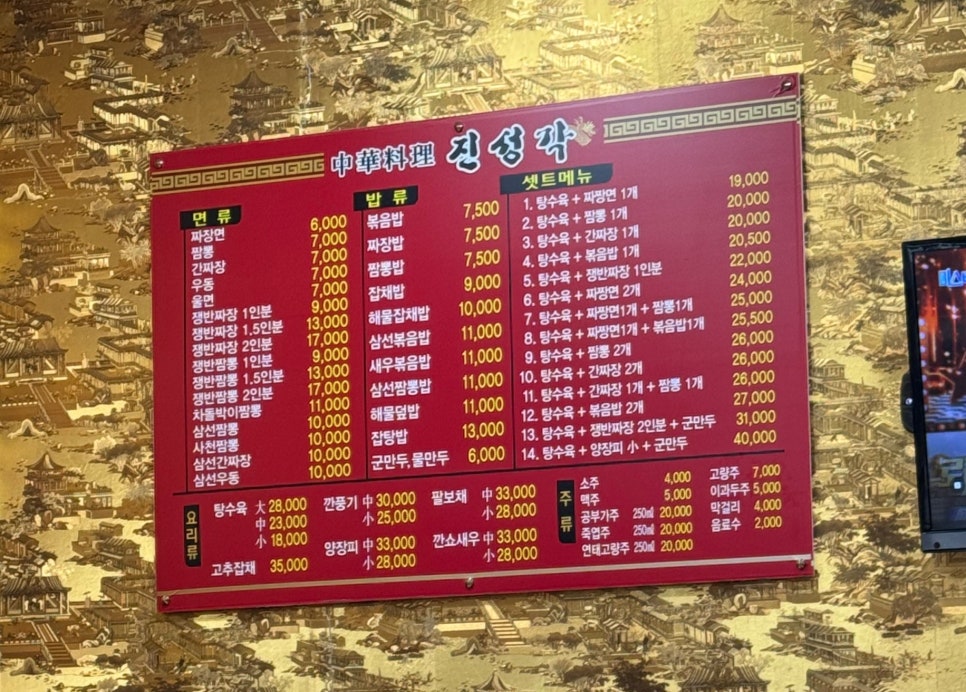 中華料理 진성각
면류
짜장면 6,000
짬뽕 7,000
간짜장 7,000
우동 7,000
울면 7,000
쟁반짜장 1인분 9,000
쟁반짜장 1.5인분 13,000
쟁반짜장 2인분 17,000
쟁반짬뽕 1인분 9,000
쟁반짬뽕 1.5인분 13,000
쟁반짬뽕 2인분 17,000
차돌박이짬뽕 11,000
삼선짬뽕 10,000
사천짬뽕 10,000
삼선간짜장 10,000
삼선우동 10,000
밥류
볶음밥 7,500
짜장밥 7,500
짬뽕밥 7,500
잡채밥 9,000
해물잡채밥 10,000
삼선볶음밥 11,000
새우볶음밥 11,000
삼선짬뽕밥 11,000
해물덮밥 11,000
잡탕밥 13,000
군만두,물만두 6,000
셋트메뉴
1. 탕수육 + 짜짱면 1개 19,000
2. 탕수육 + 짬뽕 1개 20,000
3. 탕수육 + 간짜장 1개 20,000
4. 탕수육 + 볶음밥 1개 20,500
5. 탕수육 + 쟁반짜장 1인분 22,000
6. 탕수육 + 짜짱면 2개 24,000
7. 탕수육 + 짜짱면1개 + 짬뽕1개 25,000
8. 탕수육 + 짜짱면1개 + 볶음밥1개 25,500
9. 탕수육 + 짬뽕 2개 26,000
10. 탕수육 + 간짜장 2개 26,000
11. 탕수육 + 간짜장 1개 + 짬뽕 1개 26,000
12. 탕수육 + 볶음밥 2개 27,000
13. 탕수육 + 쟁반짜장 2인분 + 군만두 31,000
14. 탕수육 + 양장피 小 + 군만두 40,000
요리류
탕수육 大 28,000
中 23,000
小 18,000
고추잡채 35,000
깐풍기 中 30,000
小 25,000
양장피 中 33,000
小 28,000
팔보채 中 33,000
小 28,000
깐쇼새우 中 33,000
小 28,000
주류
소주 4,000
맥주 5,000
공부가주 250㎖ 20,000
죽엽주 250㎖ 20,000
연태고량주 250㎖ 20,000
고량주 7,000
이과두주 5,000
막걸리 4,000
음료수 2,000